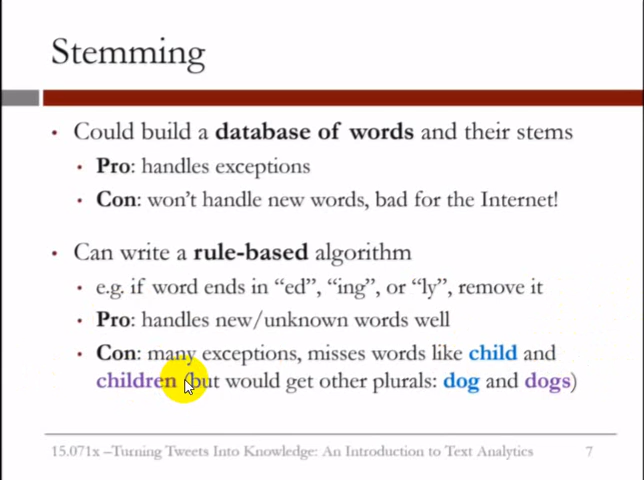 Stemming
• Could build a database of words and their stems
• Pro: handles exceptions
• Con: won't handle new words, bad for the Internet!
• Can write a rule-based algorithm
• e.g. if word ends in “ed”, “ing”, or “ly”, remove it
• Pro: handles new/unknown words well
• Con: many exceptions, misses words like child and
children (but would get other plurals: dog and dogs)
15.071x –Turning Tweets Into Knowledge: An Introduction to Text Analytics 7